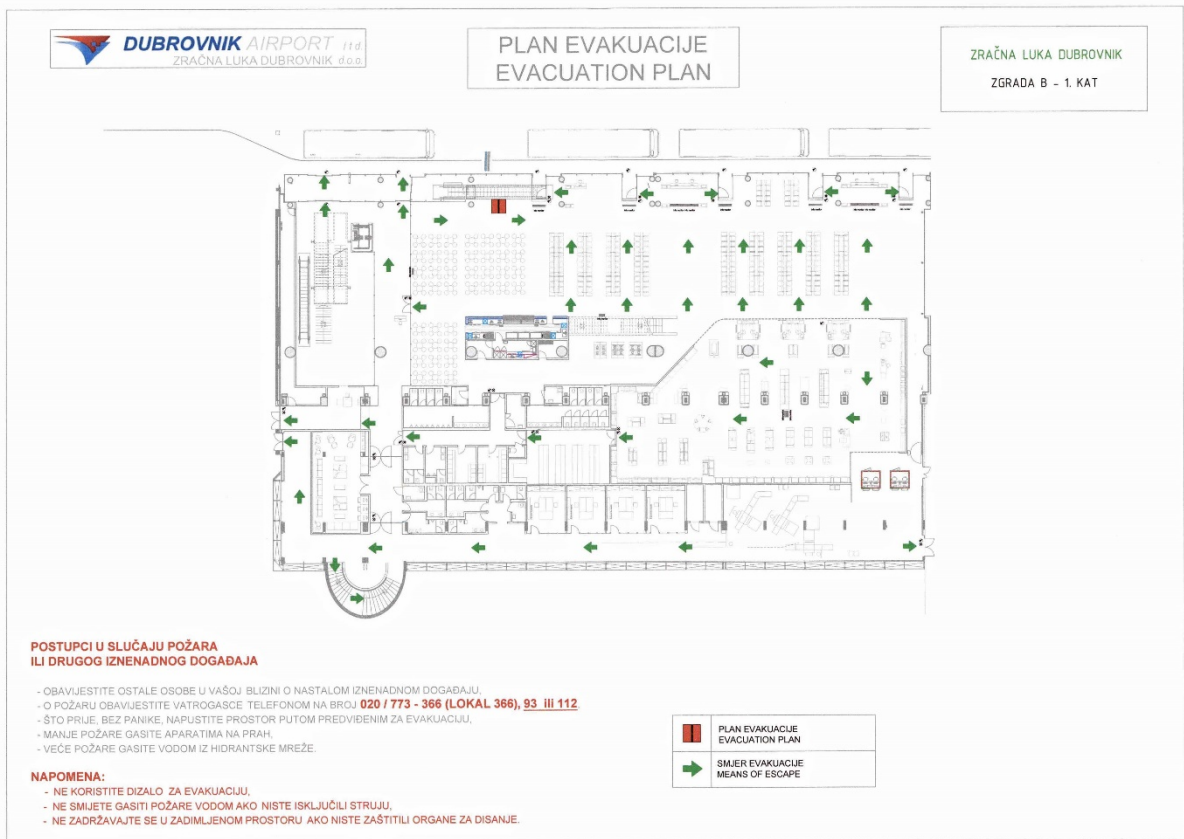 DUBROVNIK AIRPORT ltd.
ZRAČNA LUKA DUBROVNIK d.o.o.
PLAN EVAKUACIJE
EVACUATION PLAN
ZRAČNA LUKA DUBROVNIK
ZGRADA B - 1. KAT
POSTUPCI U SLUČAJU POŽARA
ILI DRUGOG IZNENADNOG DOGAĐAJA
- OBAVIJESTITE OSTALE OSOBE U VAŠOJ BLIZINI O NASTALOM IZNENADNOM DOGAĐAJU,
- O POŽARU OBAVIJESTITE VATROGASCE TELEFONOM NA BROJ 020 / 773 - 366 (LOKAL 366), 93 ili 112.
- ŠTO PRIJE, BEZ PANIKE, NAPUSTITE PROSTOR PUTOM PREDVIĐENIM ZA EVAKUACIJU,
- MANJE POŽARE GASITE APARATIMA NA PRAH,
- VEĆE POŽARE GASITE VODOM IZ HIDRANTSKE MREŽE.
PLAN EVAKUACIJE
EVACUATION PLAN
SMJER EVAKUACIJE
MEANS OF ESCAPE
NAPOMENA:
- NE KORISTITE DIZALO ZA EVAKUACIJU,
- NE SMIJETE GASITI POŽARE VODOM AKO NISTE ISKLJUČILI STRUJU,
- NE ZADRŽAVAJTE SE U ZADIMLJENOM PROSTORU AKO NISTE ZAŠTITILI ORGANE ZA DISANJE.